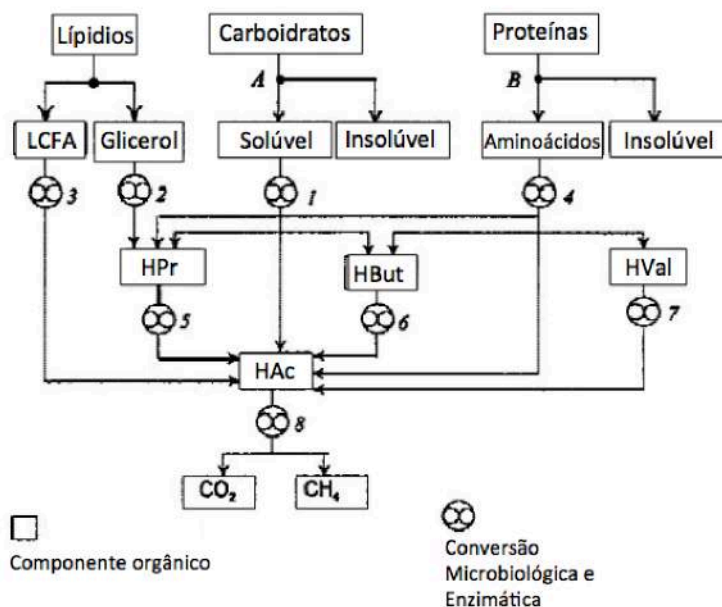 Lípidios
Carboidratos
Proteínas
A
B
LCFA
Glicerol
Solúvel
Insolúvel
Aminoácidos
Insolúvel
3
2
1
4
HPr
HBut
HVal
5
6
7
HAc
8
CO₂
CH₄
Componente orgânico
Conversão
Microbiológica e
Enzimática